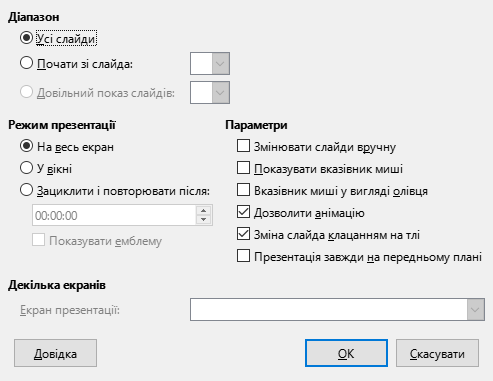 Діапазон
Усі слайди
Почати зі слайда:
Довільний показ слайдів:
Режим презентації
На весь екран
У вікні
Зациклити і повторювати після:
00:00:00
Показувати емблему
Параметри
Змінювати слайди вручну
Показувати вказівник миші
Вказівник миші у вигляді олівця
Дозволити анімацію
Зміна слайда клацанням на тлі
Презентація завжди на передньому плані
Декілька екранів
Екран презентації:
Довідка
ОК
Скасувати